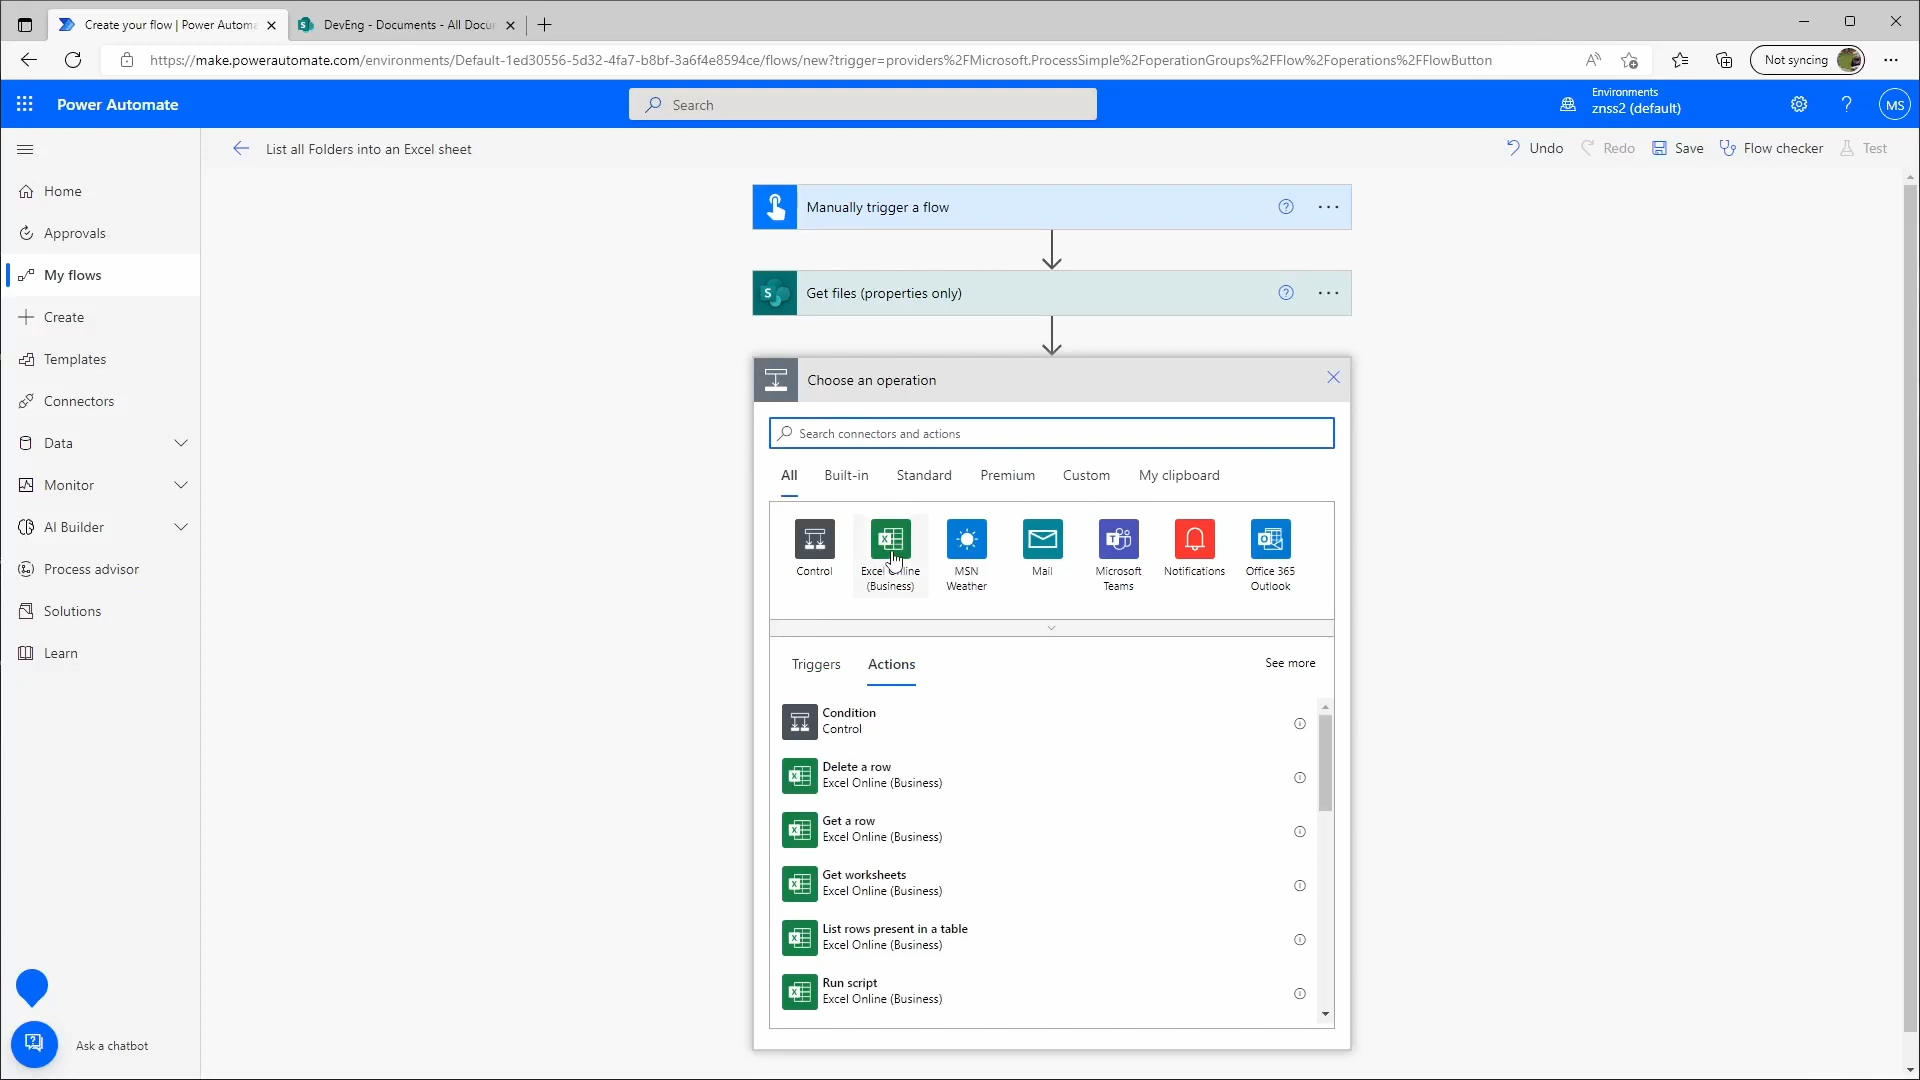 Create your flow | Power Automa
DevEng - Documents - All Docu
https://make.powerautomate.com/environments/Default-1ed30556-5d32-4fa7-b8bf-3a6f4e8594ce/flows/new?trigger=providers%2FMicrosoft.ProcessSimple%2FoperationGroups%2FFlow%2Foperations%2FFlowButton
Not syncing
Power Automate
Search
Environments
znss2 (default)
?
MS
List all Folders into an Excel sheet
Undo
Redo
Save
Flow checker
Test
Home
Approvals
My flows
Create
Templates
Connectors
Data
Monitor
AI Builder
Process advisor
Solutions
Learn
Ask a chatbot
Manually trigger a flow
Get files (properties only)
Choose an operation
Search connectors and actions
All
Built-in
Standard
Premium
Custom
My clipboard
Control
Excel Online
(Business)
MSN
Weather
Mail
Microsoft
Teams
Notifications
Office 365
Outlook
Triggers
Actions
See more
Condition
Control
Delete a row
Excel Online (Business)
Get a row
Excel Online (Business)
Get worksheets
Excel Online (Business)
List rows present in a table
Excel Online (Business)
Run script
Excel Online (Business)